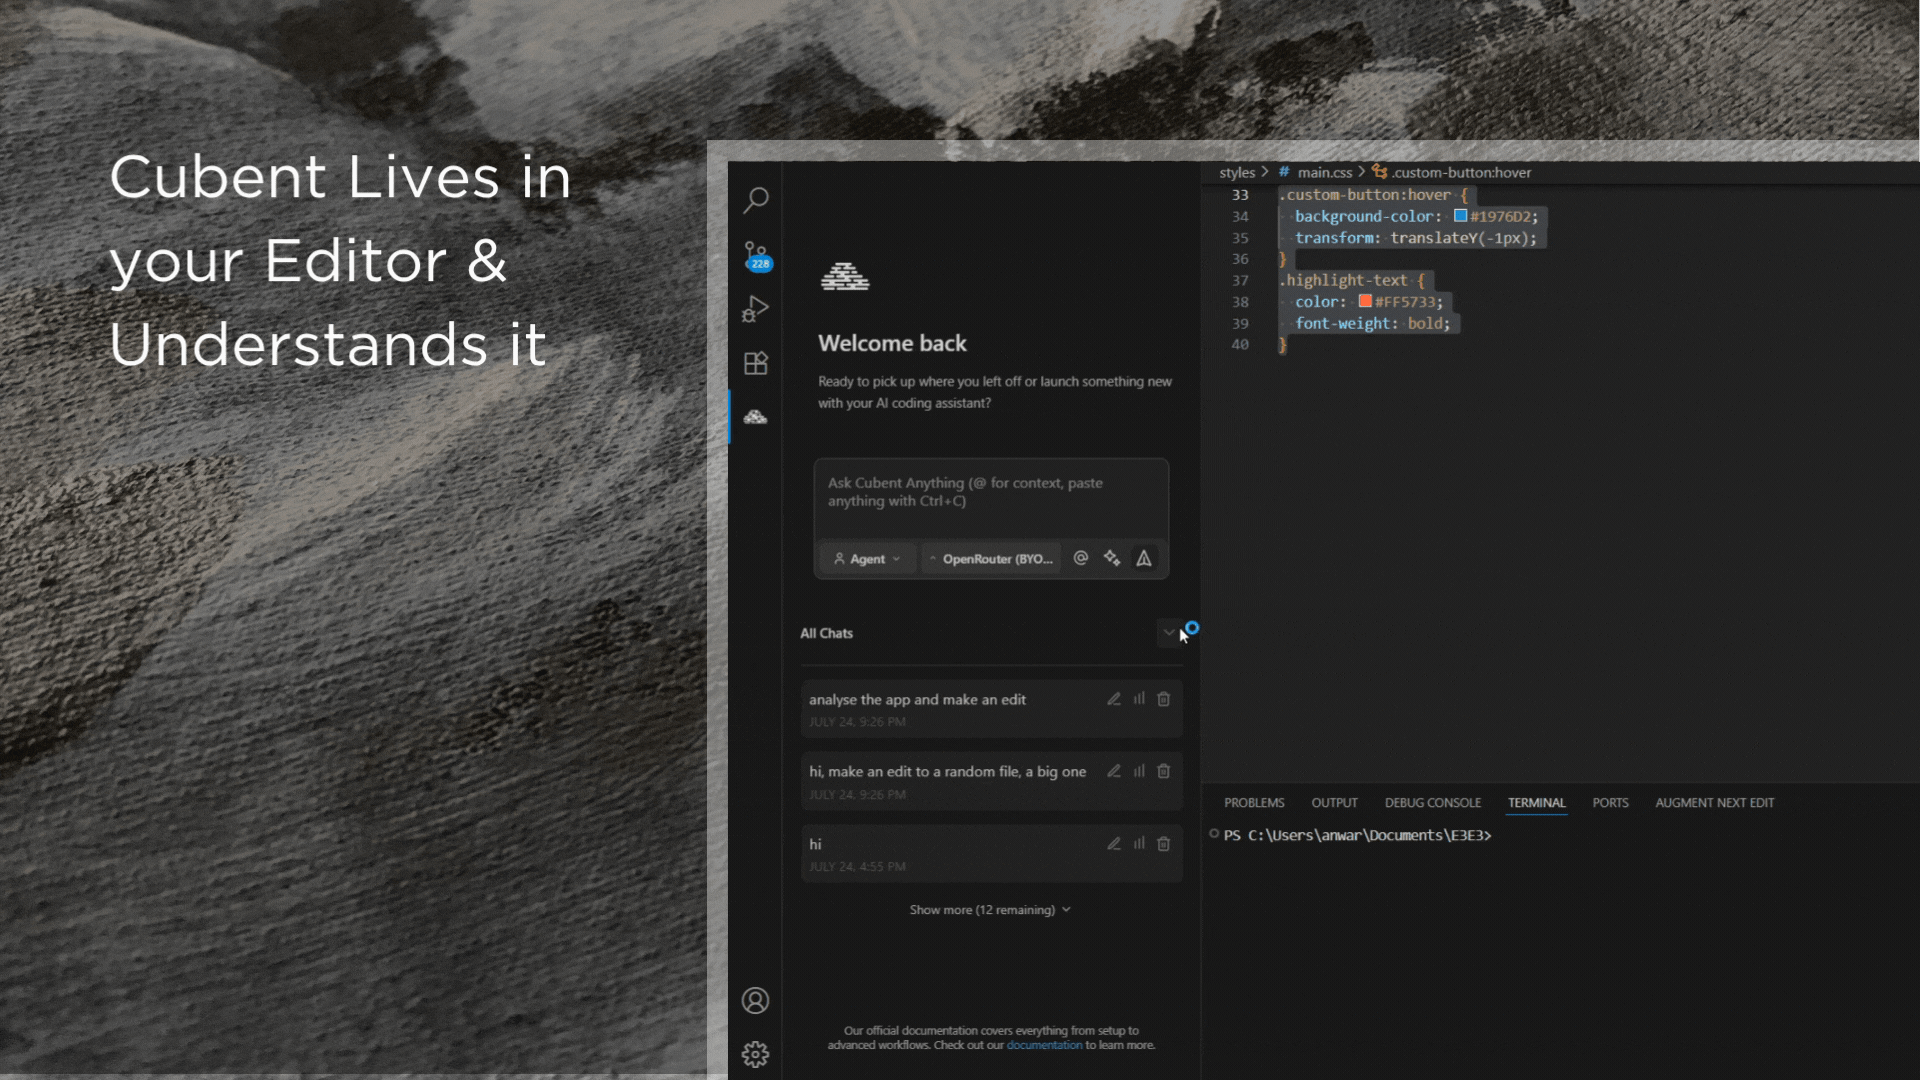 Cubent Lives in
your Editor &
Understands it
228
Welcome back
Ready to pick up where you left off or launch something new
with your AI coding assistant?
Ask Cubent Anything (@ for context, paste
anything with Ctrl+C)
Agent
OpenRouter (BYO...
@
All Chats
analyse the app and make an edit
JULY 24, 9:26 PM
hi, make an edit to a random file, a big one
JULY 24, 9:26 PM
hi
JULY 24, 4:55 PM
Show more (12 remaining)
Our official documentation covers everything from setup to
advanced workflows. Check out our documentation to learn more.
styles > # main.css > .custom-button:hover
33 .custom-button:hover {
34 background-color: #1976D2;
35 transform: translateY(-1px);
36 }
37 .highlight-text {
38 color: #FF5733;
39 font-weight: bold;
40 }
PROBLEMS OUTPUT DEBUG CONSOLE TERMINAL PORTS AUGMENT NEXT EDIT
PS C:\Users\anwar\Documents\E3E3>